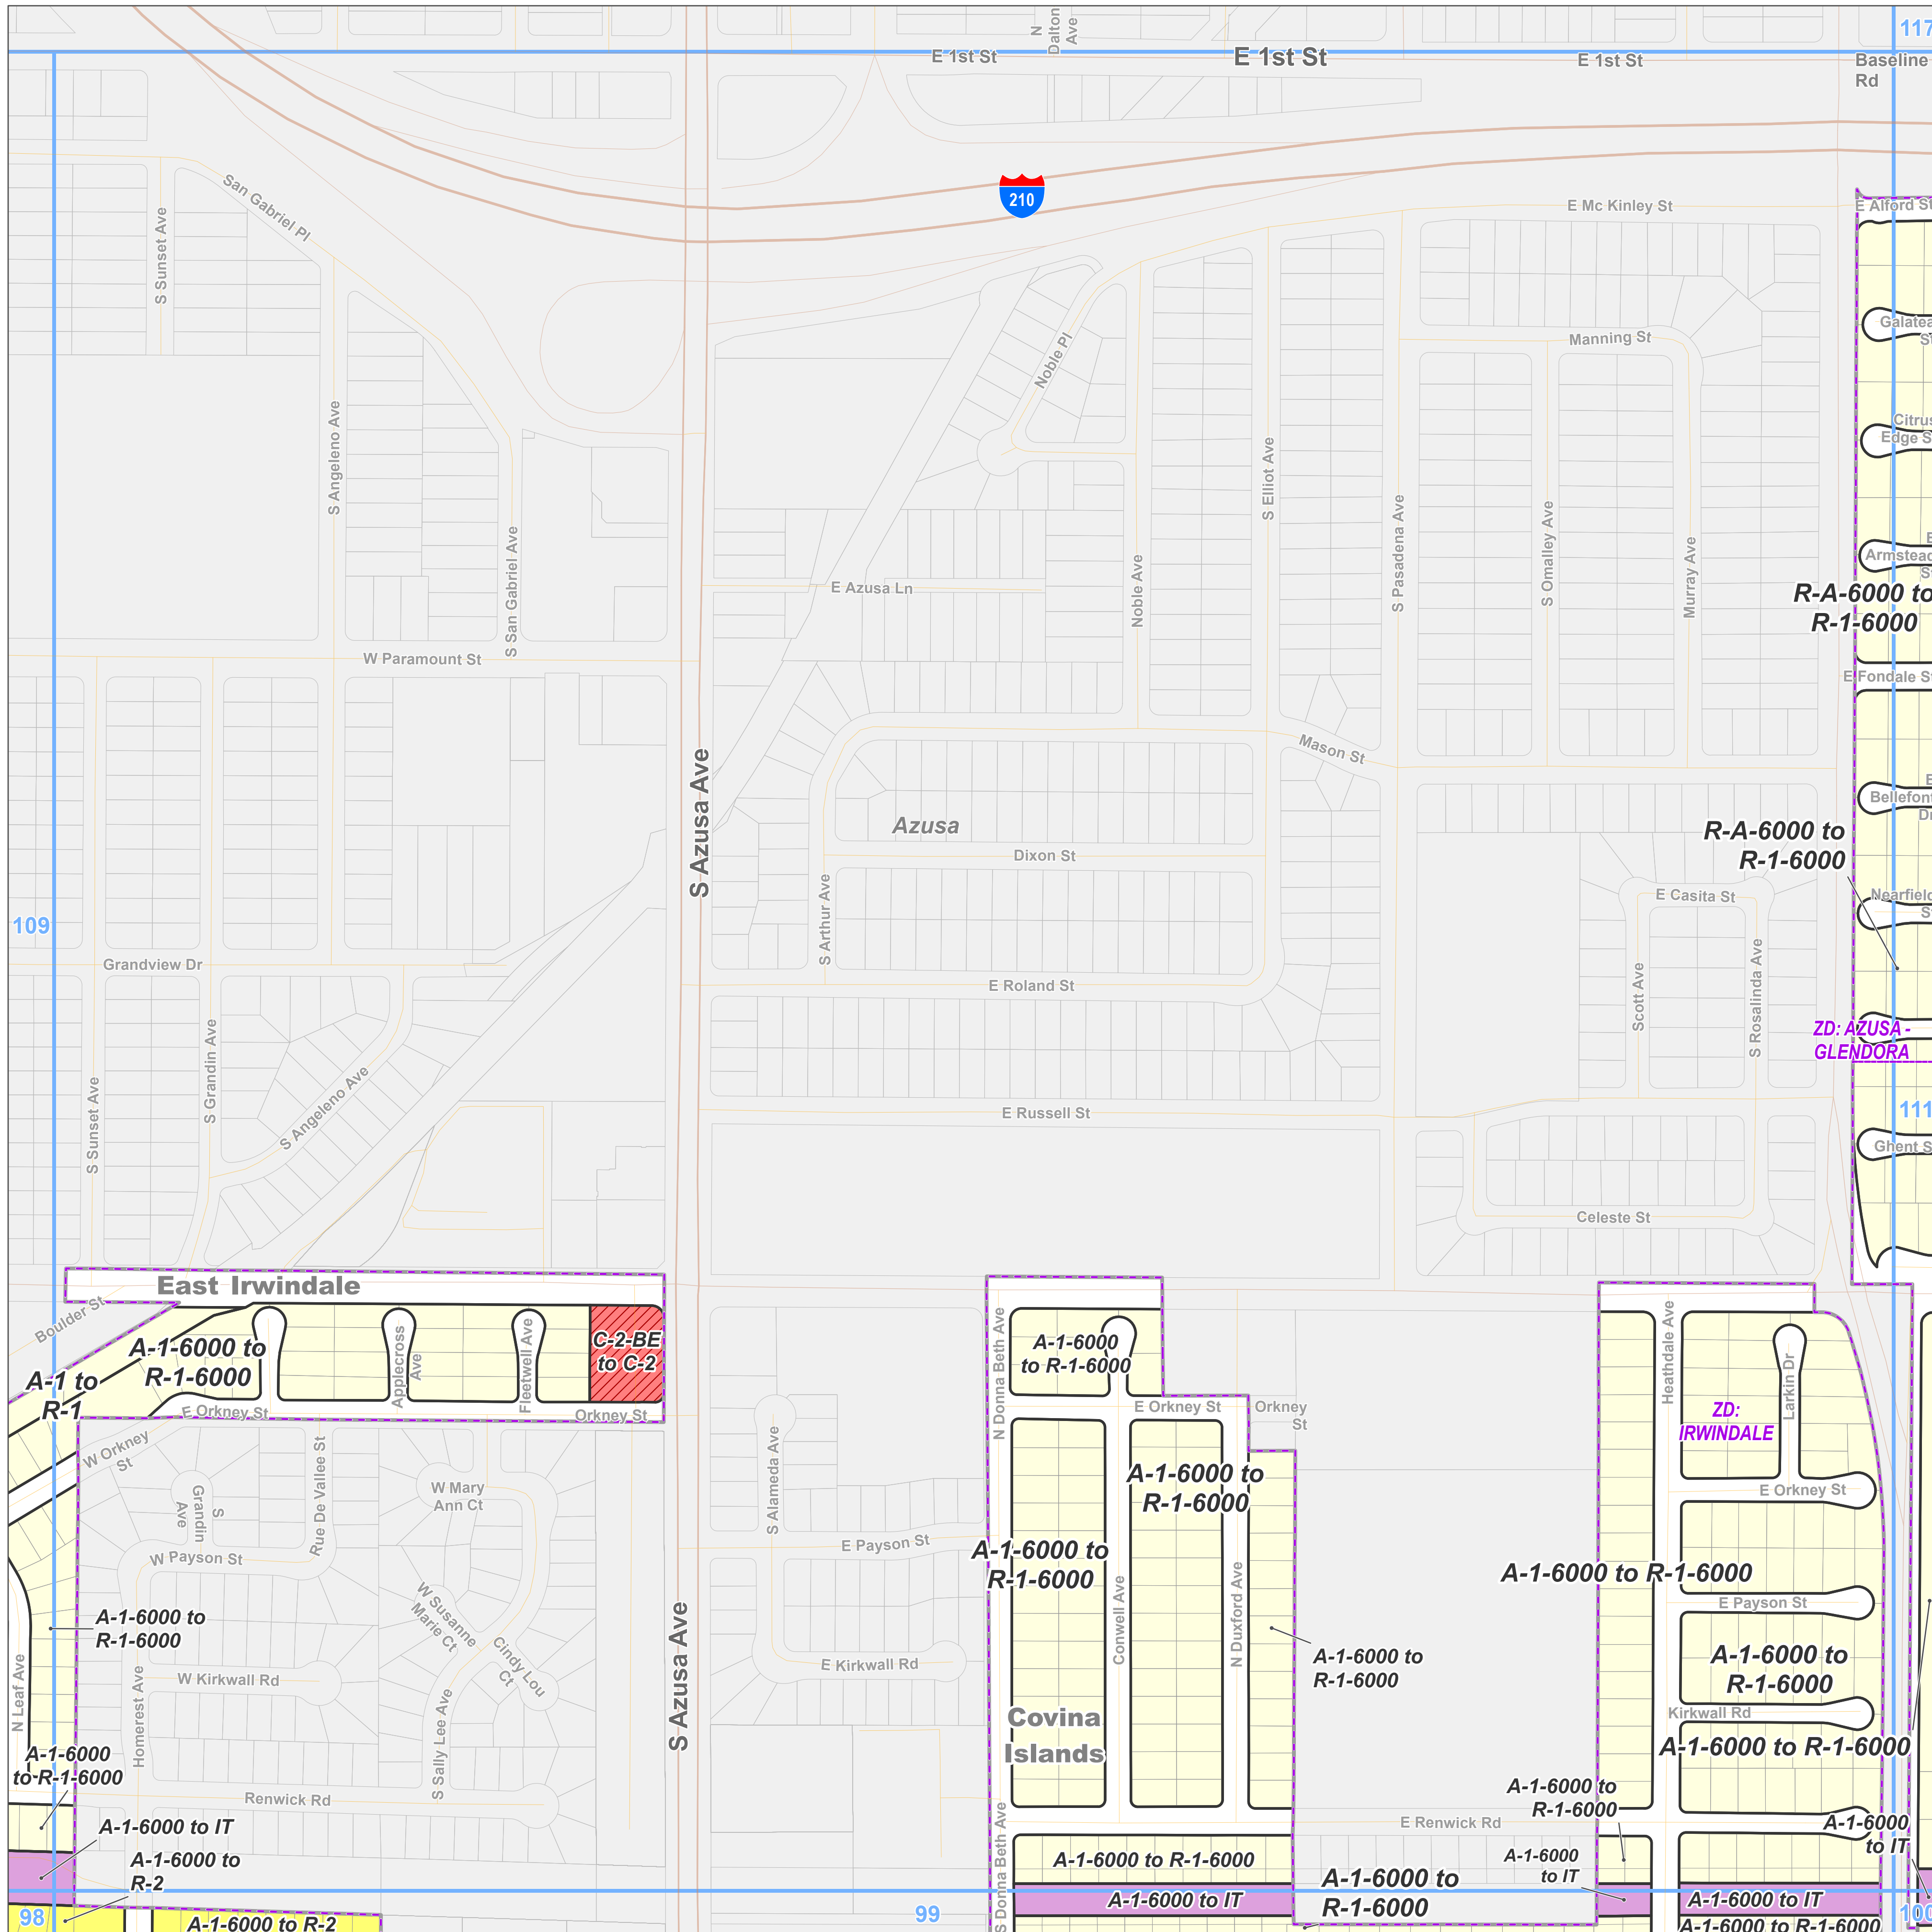 N
Dalton
Ave
117
E 1st St
E 1st St
E 1st St
Baseline
Rd
210
San Gabriel Pl
S Sunset Ave
E Mc Kinley St
E Alford St
Galatea
St
Manning St
Noble Pl
Citrus
Edge S
S Angeleno Ave
S San Gabriel Ave
S Elliot Ave
S Pasadena Ave
S Omalley Ave
Murray Ave
Noble Ave
E
Armstead
St
E Azusa Ln
R-A-6000 to
R-1-6000
W Paramount St
E Fondale St
Mason St
S Azusa Ave
E
Bellefont
Dr
Azusa
R-A-6000 to
R-1-6000
Dixon St
S Arthur Ave
E Casita St
Nearfield
S
109
Grandview Dr
E Roland St
Scott Ave
S Rosalinda Ave
ZD: AZUSA -
GLENDORA
S Sunset Ave
S Grandin Ave
S Angeleno Ave
E Russell St
111
Ghent S
Celeste St
East Irwindale
Boulder St
A-1-6000 to
R-1-6000
Applecross
Ave
Fleetwell Ave
C-2-BE
to C-2
A-1 to
R-1
E Orkney St
Orkney St
N Donna Beth Ave
A-1-6000
to R-1-6000
E Orkney St
Orkney
St
Heathdale Ave
Larkin Dr
ZD:
IRWINDALE
W Orkney
St
S
Grandin
Ave
Rue De Vallee St
W Mary
Ann Ct
S Alameda Ave
A-1-6000 to
R-1-6000
E Orkney St
W Payson St
E Payson St
A-1-6000 to
R-1-6000
A-1-6000 to R-1-6000
E Payson St
A-1-6000 to
R-1-6000
W Susanne
Marie Ct
Cindy Lou
Ct
Conwell Ave
N Duxford Ave
A-1-6000 to
R-1-6000
A-1-6000 to
R-1-6000
N Leaf Ave
Homerest Ave
W Kirkwall Rd
S Sally Lee Ave
S Azusa Ave
E Kirkwall Rd
Kirkwall Rd
Covina
Islands
A-1-6000 to R-1-6000
A-1-6000
to R-1-6000
Renwick Rd
A-1-6000 to
R-1-6000
E Renwick Rd
A-1-6000
to IT
A-1-6000 to IT
S Donna Beth Ave
A-1-6000 to R-1-6000
A-1-6000
to IT
A-1-6000 to
R-2
A-1-6000 to
R-1-6000
A-1-6000 to IT
A-1-6000 to IT
98
A-1-6000 to R-2
99
A-1-6000 to R-1-6000
100